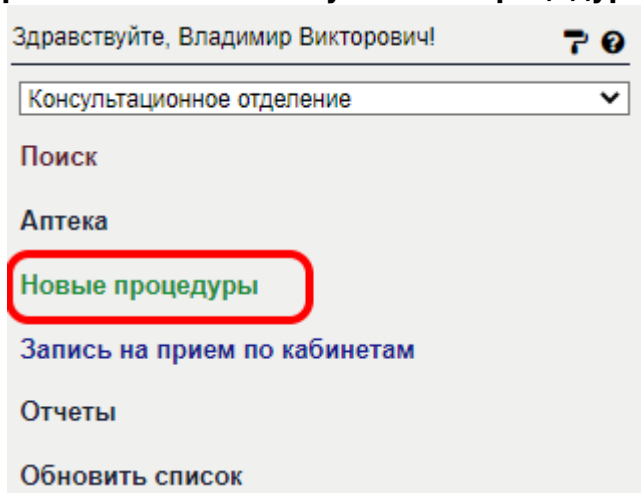 Здравствуйте, Владимир Викторович!
Консультационное отделение
Поиск
Аптека
Новые процедуры
Запись на прием по кабинетам
Отчеты
Обновить список